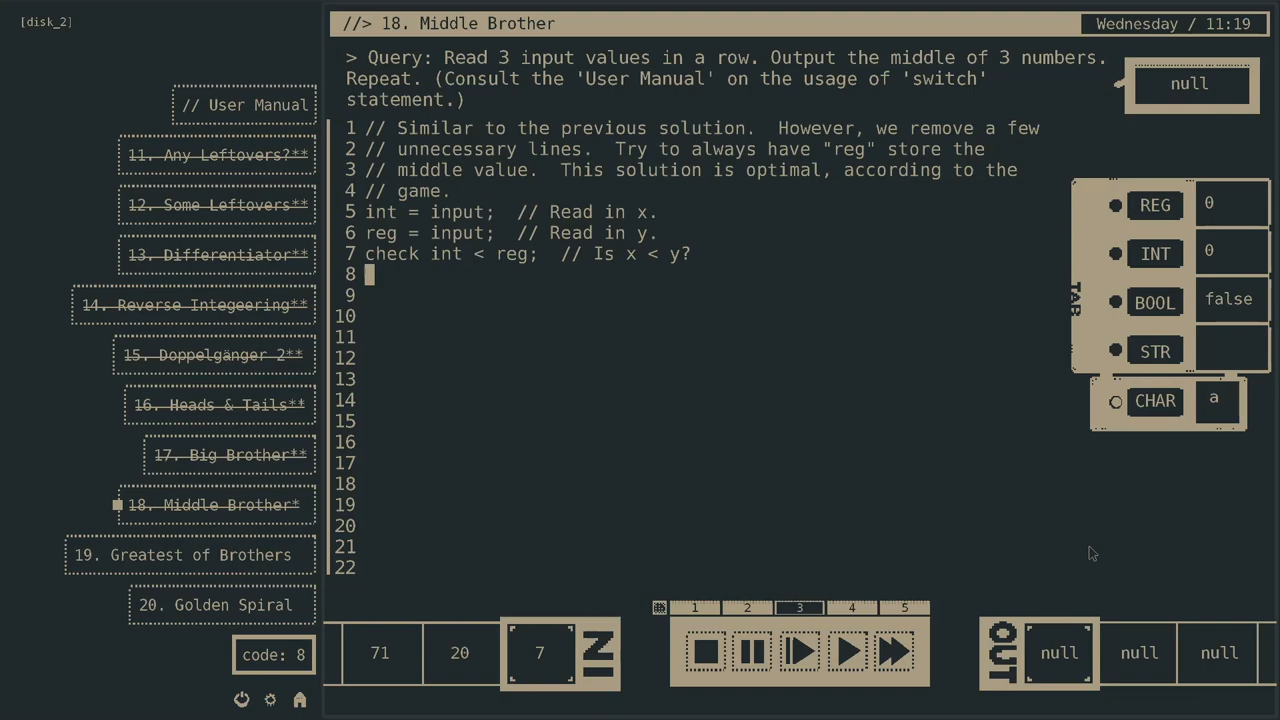 [disk_2]
//> 18. Middle Brother
Wednesday / 11:19
> Query: Read 3 input values in a row. Output the middle of 3 numbers.
Repeat. (Consult the 'User Manual' on the usage of 'switch'
statement.)
null
// User Manual
11. Any Leftovers?**
12. Some Leftovers**
13. Differentiator**
14. Reverse Integeering**
15. Doppelgänger 2**
16. Heads & Tails**
17. Big Brother**
18. Middle Brother*
19. Greatest of Brothers
20. Golden Spiral
code: 8
1 // Similar to the previous solution.  However, we remove a few
2 // unnecessary lines.  Try to always have "reg" store the
3 // middle value.  This solution is optimal, according to the
4 // game.
5 int = input;  // Read in x.
6 reg = input;  // Read in y.
7 check int < reg;  // Is x < y?
8
9
10
11
12
13
14
15
16
17
18
19
20
21
22
REG 0
INT 0
BOOL false
STR
CHAR a
71 20 7 IN
1 2 3 4 5
OUT null null null